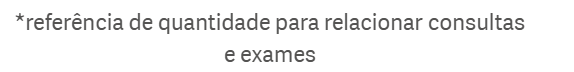 *referência de quantidade para relacionar consultas
e exames